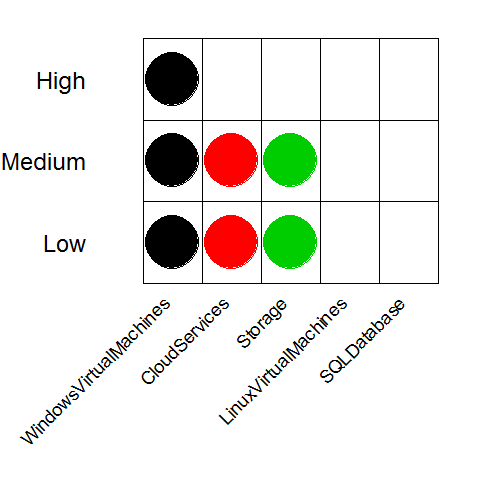 High
Medium
Low
WindowsVirtualMachines
CloudServices
Storage
LinuxVirtualMachines
SQLDatabase